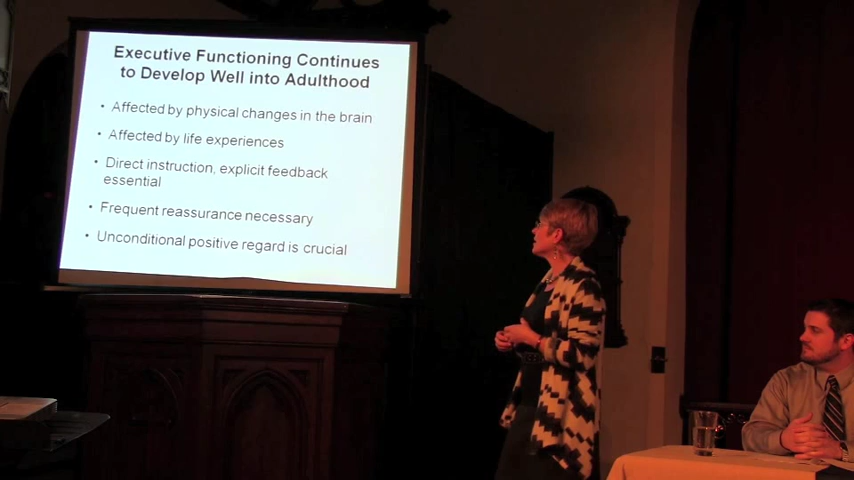 Executive Functioning Continues
to Develop Well into Adulthood
• Affected by physical changes in the brain
• Affected by life experiences
• Direct instruction, explicit feedback
essential
• Frequent reassurance necessary
• Unconditional positive regard is crucial